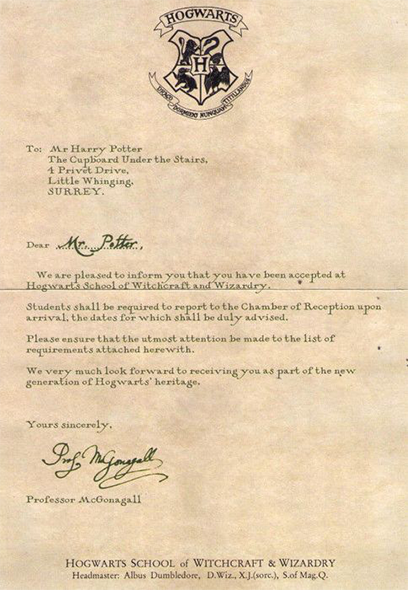 HOGWARTS
H
DRACO DORMIENS NUNQUAM TITILLANDUS
To: Mr Harry Potter
The Cupboard Under the Stairs,
4 Privet Drive,
Little Whinging,
SURREY.
Dear Mr. Potter,
We are pleased to inform you that you have been accepted at
Hogwarts School of Witchcraft and Wizardry.
Students shall be required to report to the Chamber of Reception upon
arrival, the dates for which shall be duly advised.
Please ensure that the utmost attention be made to the list of
requirements attached herewith.
We very much look forward to receiving you as part of the new
generation of Hogwarts' heritage.
Yours sincerely,
Prof McGonagall
Professor McGonagall
HOGWARTS SCHOOL of WITCHCRAFT & WIZARDRY
Headmaster: Albus Dumbledore, D.Wiz., X.J.(sorc.), S.of Mag.Q.